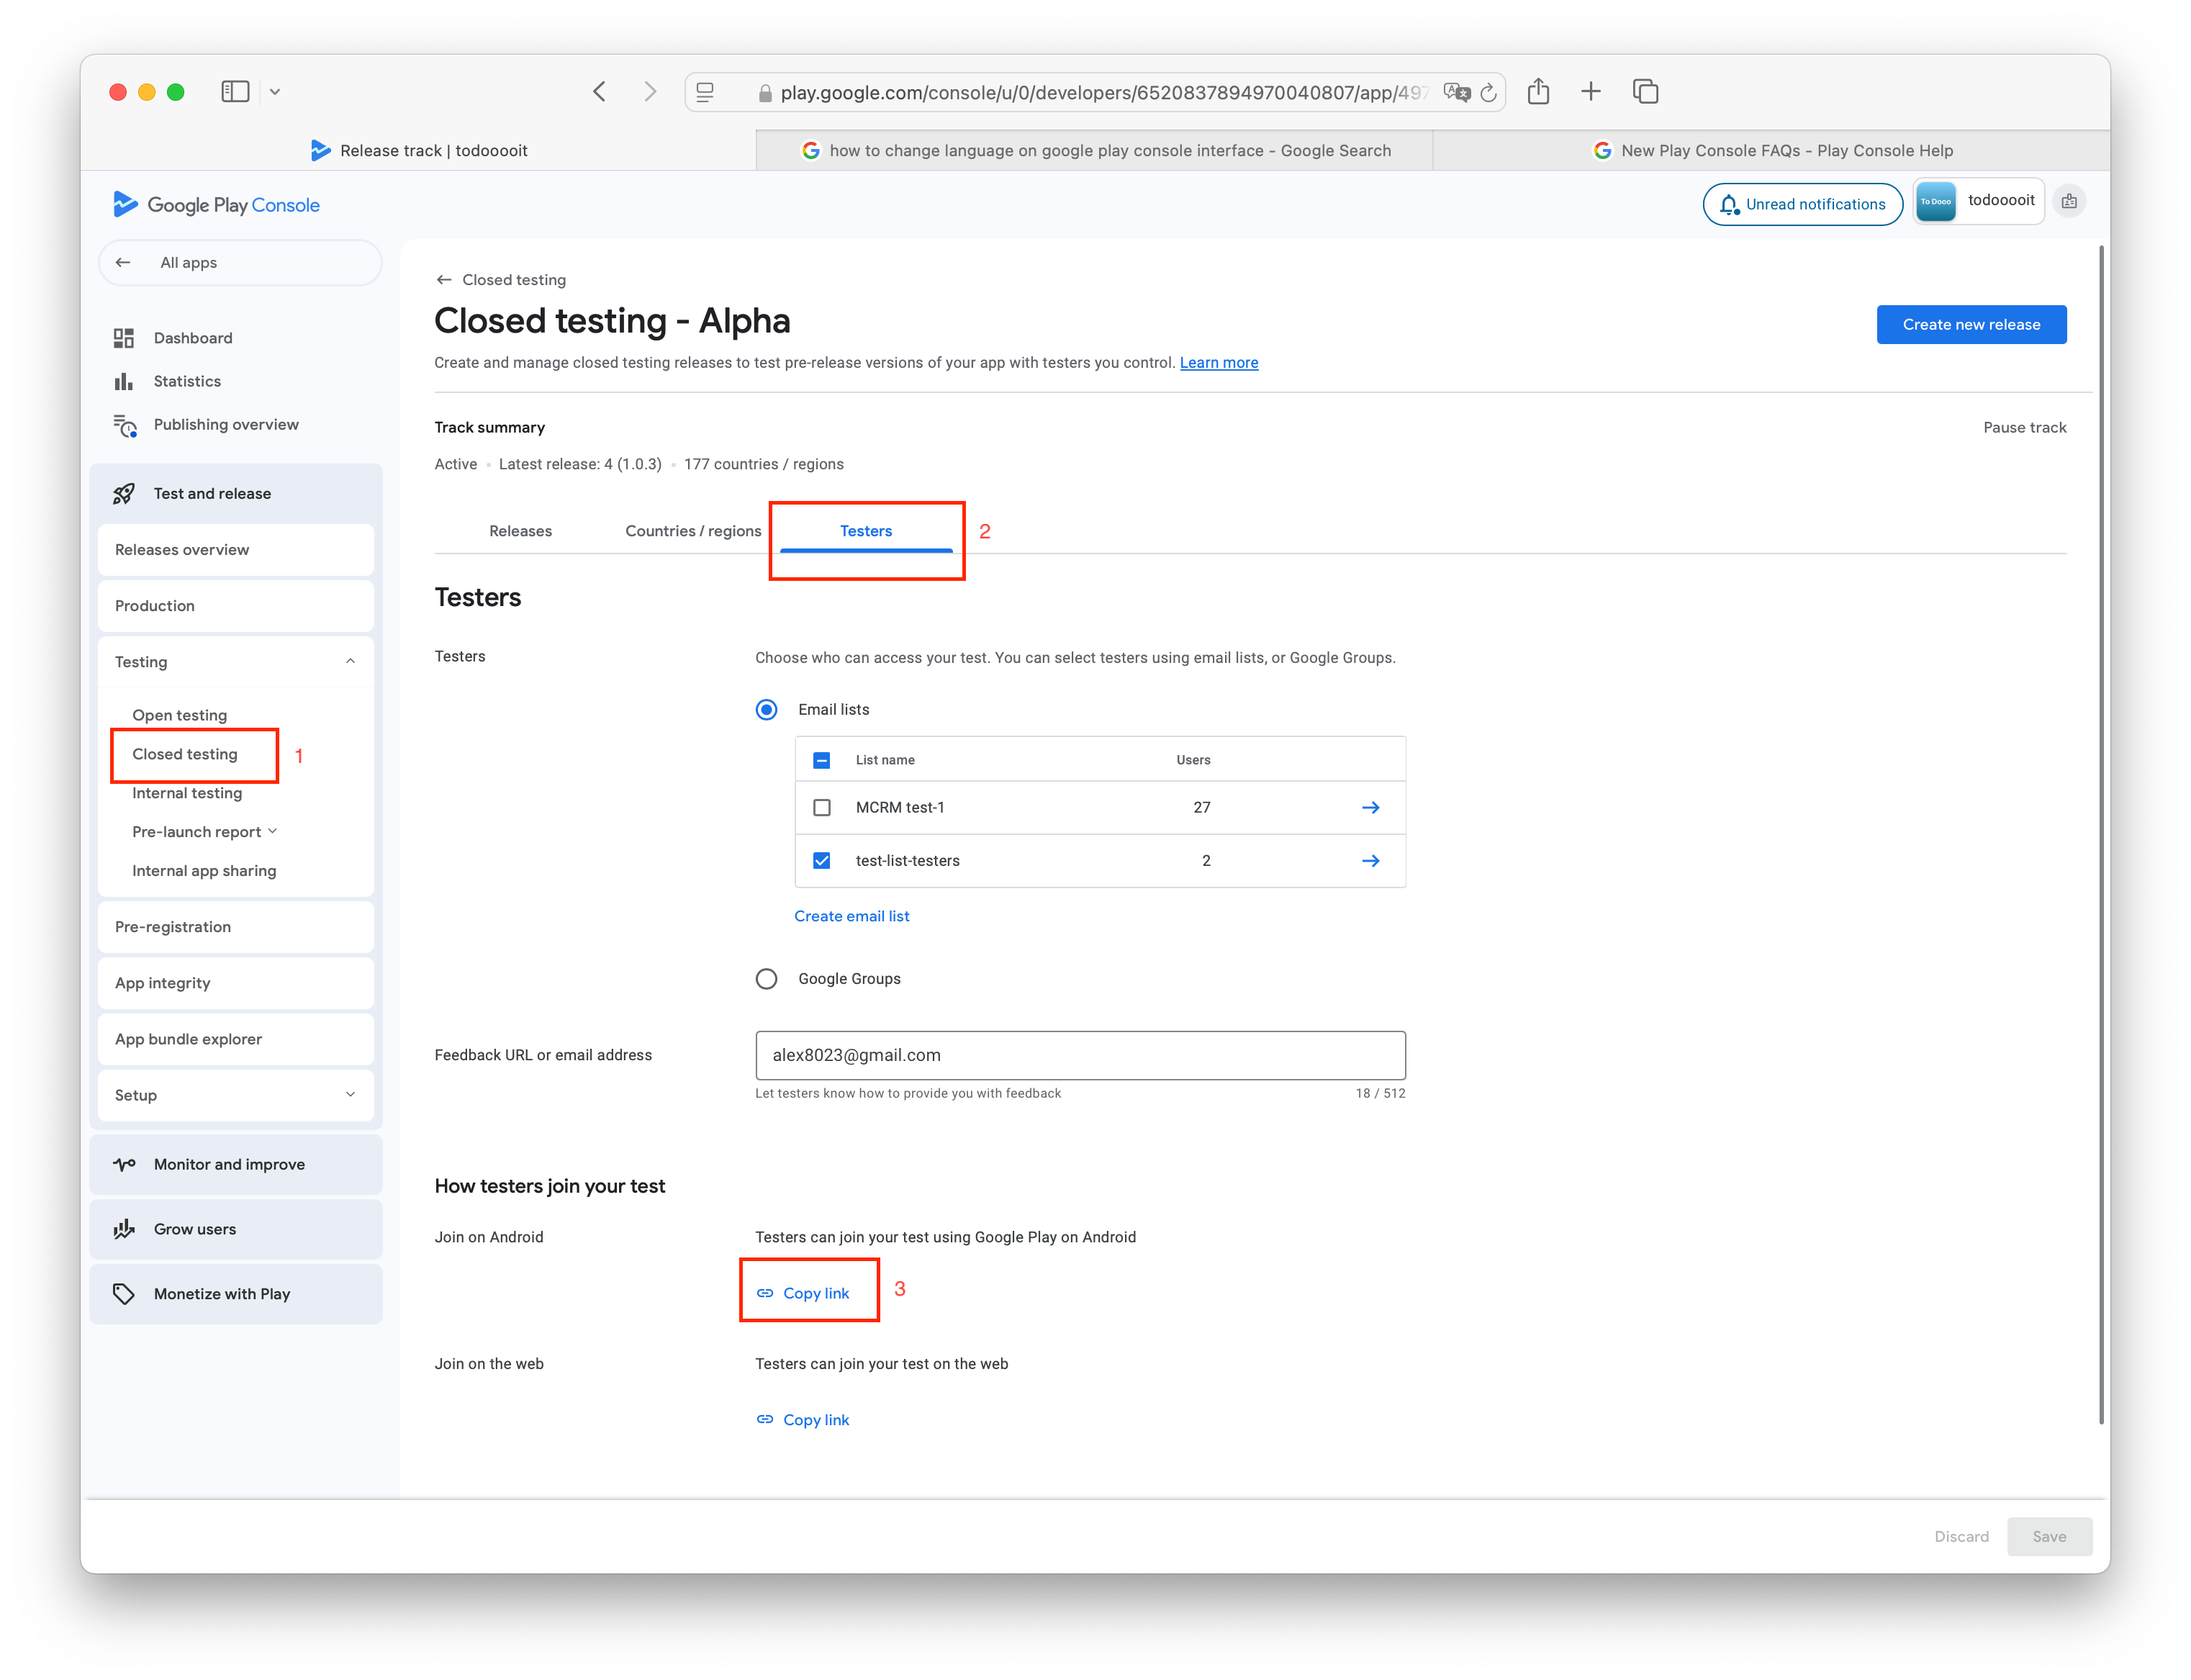 play.google.com/console/u/0/developers/6520837894970040807/app/497
Release track | todooooit
how to change language on google play console interface - Google Search
New Play Console FAQs - Play Console Help
Google Play Console
Unread notifications
To Dooo
todooooit
All apps
Dashboard
Statistics
Publishing overview
Test and release
Releases overview
Production
Testing
Open testing
Closed testing
1
Internal testing
Pre-launch report
Internal app sharing
Pre-registration
App integrity
App bundle explorer
Setup
Monitor and improve
Grow users
Monetize with Play
Closed testing
Closed testing - Alpha
Create new release
Create and manage closed testing releases to test pre-release versions of your app with testers you control. Learn more
Track summary
Pause track
Active • Latest release: 4 (1.0.3) • 177 countries / regions
Releases
Countries / regions
Testers
2
Testers
Testers
Choose who can access your test. You can select testers using email lists, or Google Groups.
Email lists
List name Users
MCRM test-1 27
test-list-testers 2
Create email list
Google Groups
Feedback URL or email address
alex8023@gmail.com
Let testers know how to provide you with feedback
18 / 512
How testers join your test
Join on Android
Testers can join your test using Google Play on Android
Copy link
3
Join on the web
Testers can join your test on the web
Copy link
Discard
Save